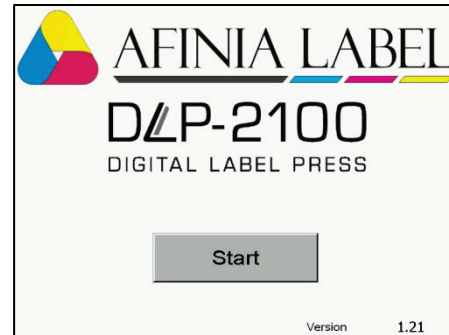 AFINIA LABEL
DLP-2100
DIGITAL LABEL PRESS
Start
Version 1.21